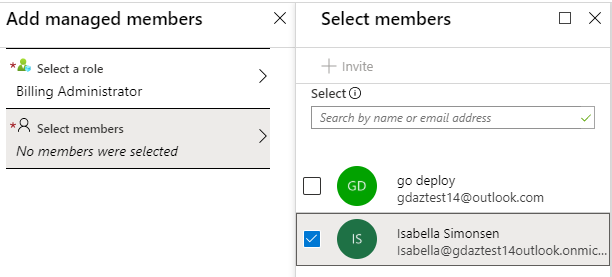 Add managed members
* Select a role
Billing Administrator
* Select members
No members were selected
Select members
Invite
Select
Search by name or email address
GD
go deploy
gdaztest14@outlook.com
IS
Isabella Simonsen
Isabella@gdaztest14outlook.onmic...